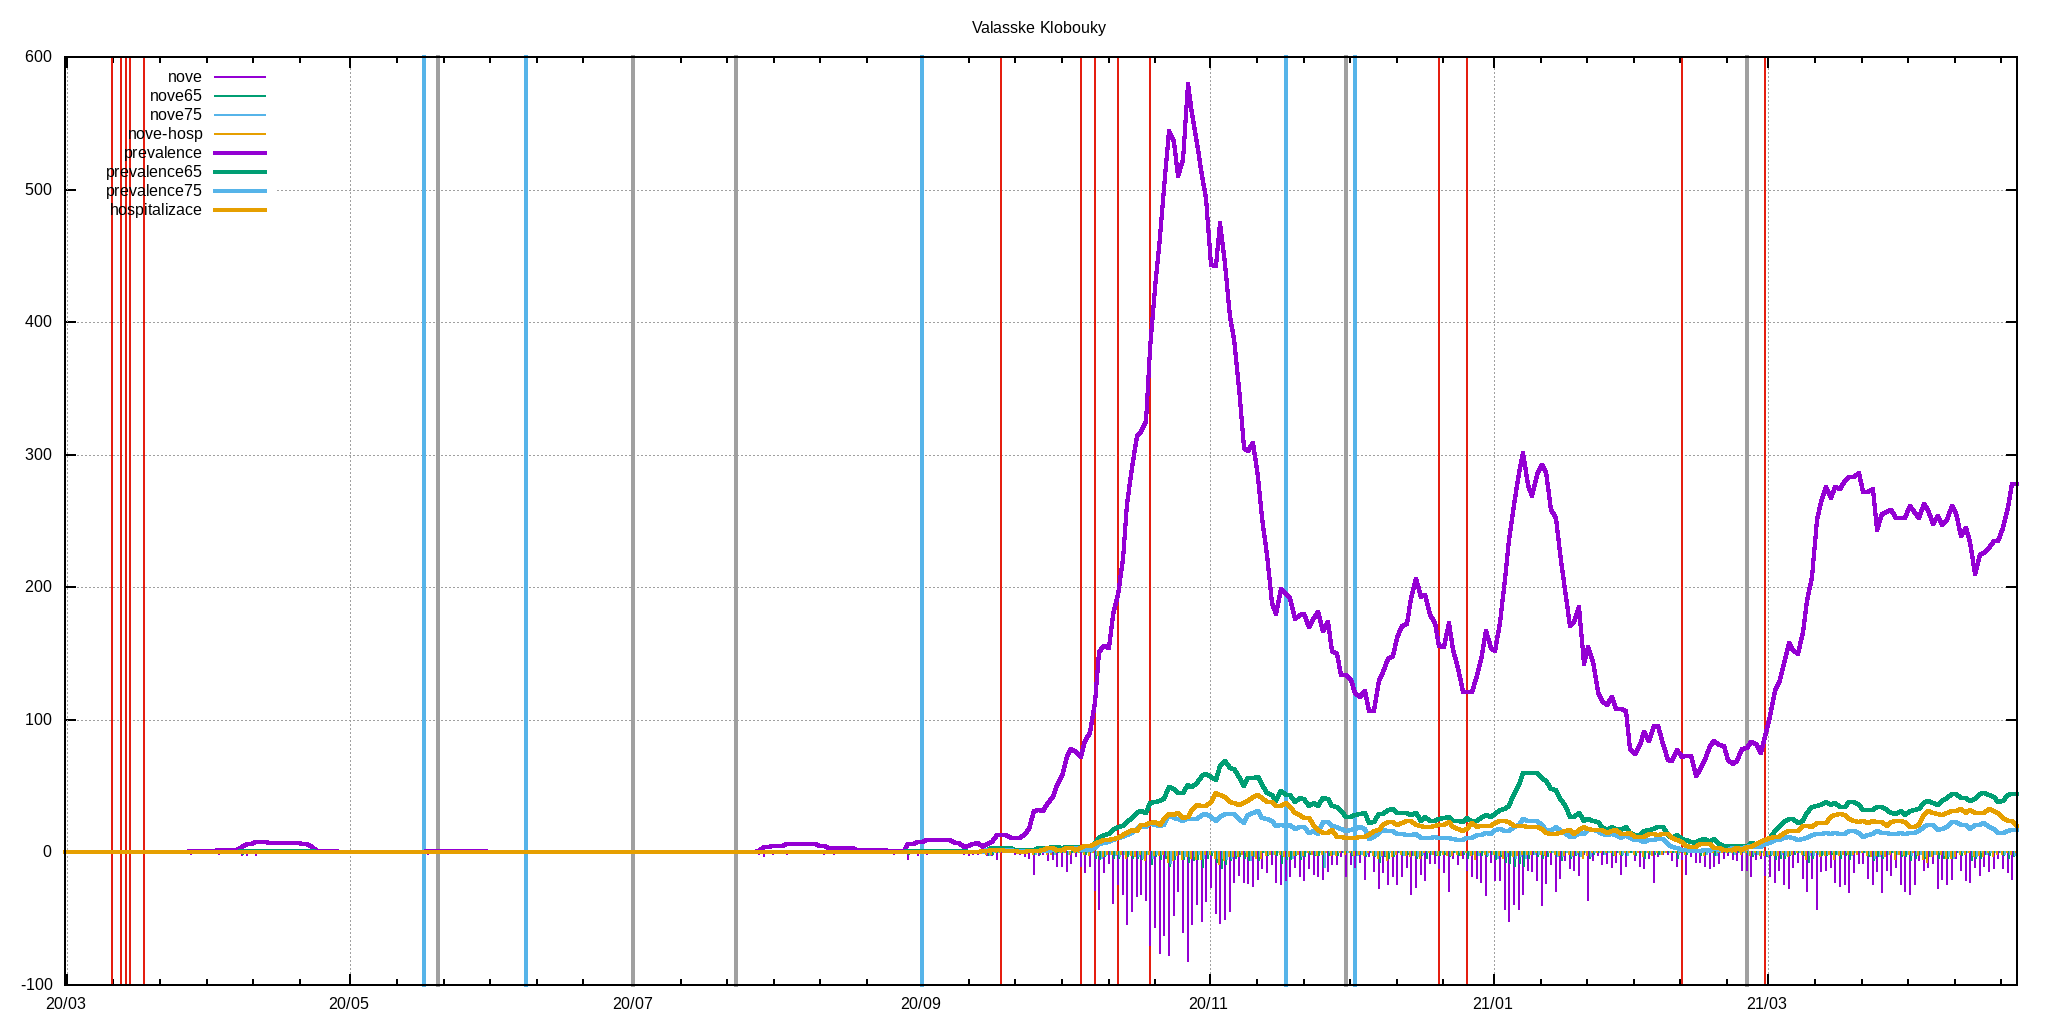 Valasske Klobouky
600
500
400
300
200
100
0
-100
nove
nove65
nove75
nove-hosp
prevalence
prevalence65
prevalence75
hospitalizace
20/03 20/05 20/07 20/09 20/11 21/01 21/03